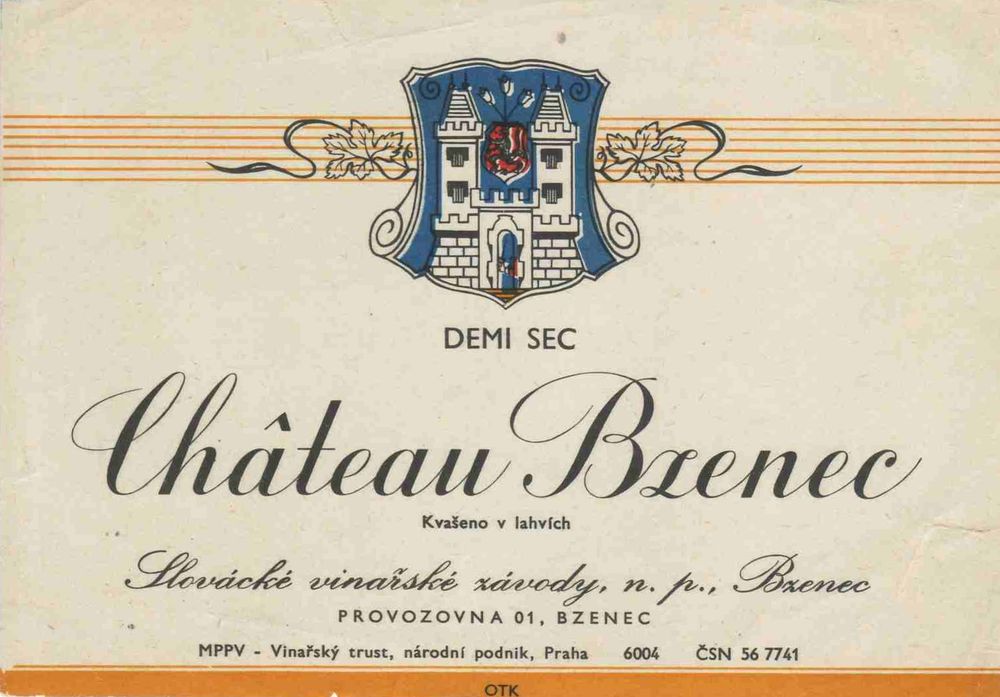 DEMI SEC
Château Bzenec
Kvašeno v lahvích
Slovácké vinařské závody, n. p., Bzenec
PROVOZOVNA 01, BZENEC
MPPV - Vinařský trust, národní podnik, Praha 6004 ČSN 56 7741
OTK